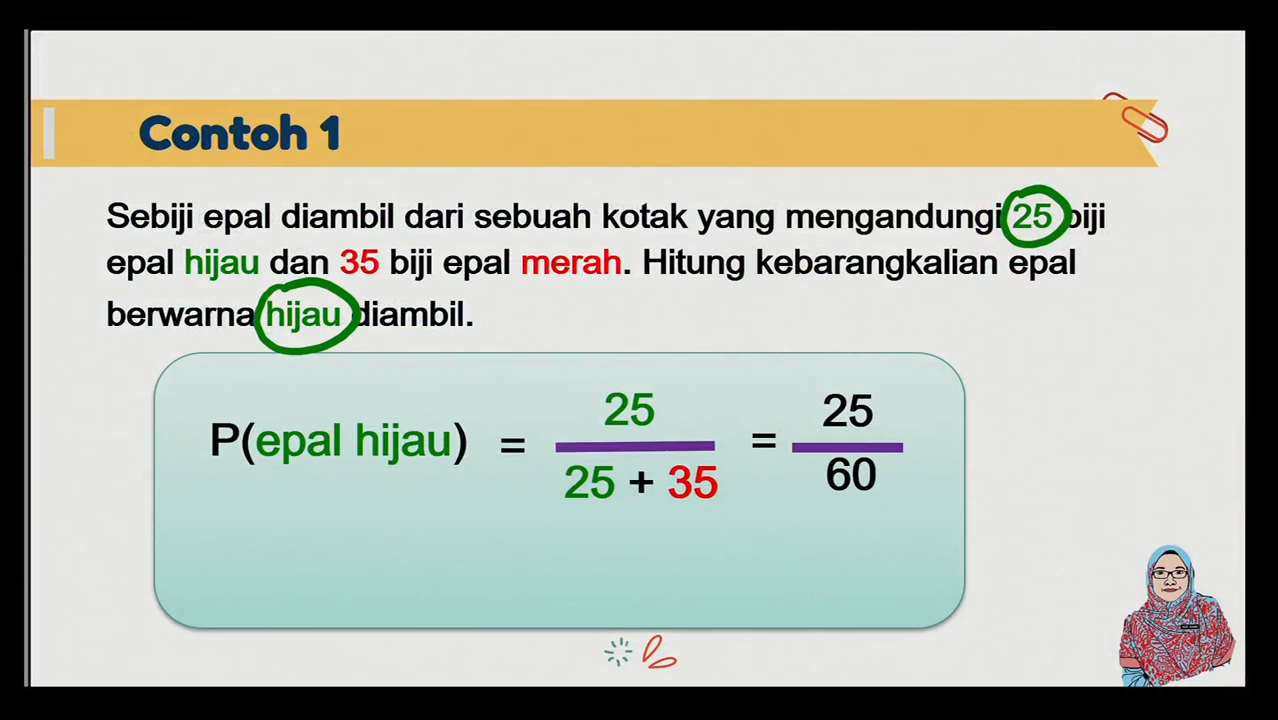 Contoh 1
Sebiji epal diambil dari sebuah kotak yang mengandungi 25 biji
epal hijau dan 35 biji epal merah. Hitung kebarangkalian epal
berwarna hijau diambil.
P(epal hijau) = 25 / 25 + 35 = 25 / 60